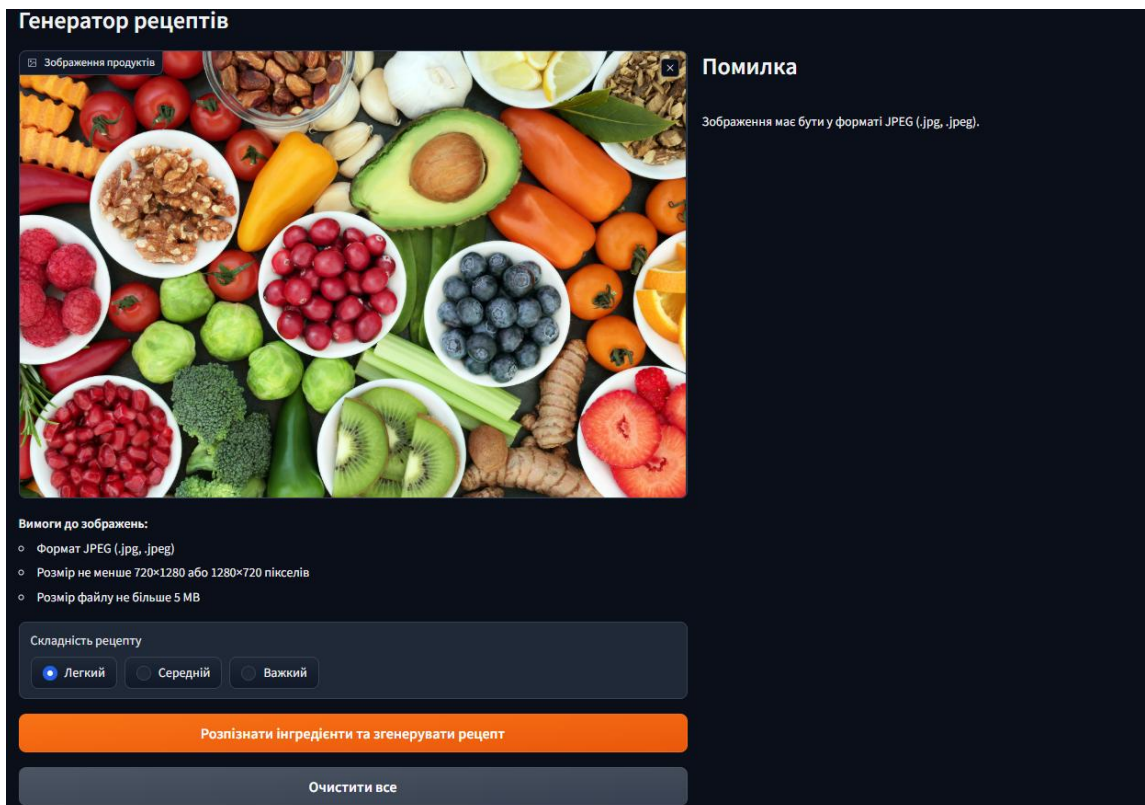 Генератор рецептів
Зображення продуктів
Помилка
Зображення має бути у форматі JPEG (.jpg, .jpeg).
Вимоги до зображень:
Формат JPEG (.jpg, .jpeg)
Розмір не менше 720×1280 або 1280×720 пікселів
Розмір файлу не більше 5 MB
Складність рецепту
Легкий Середній Важкий
Розпізнати інгредієнти та згенерувати рецепт
Очистити все